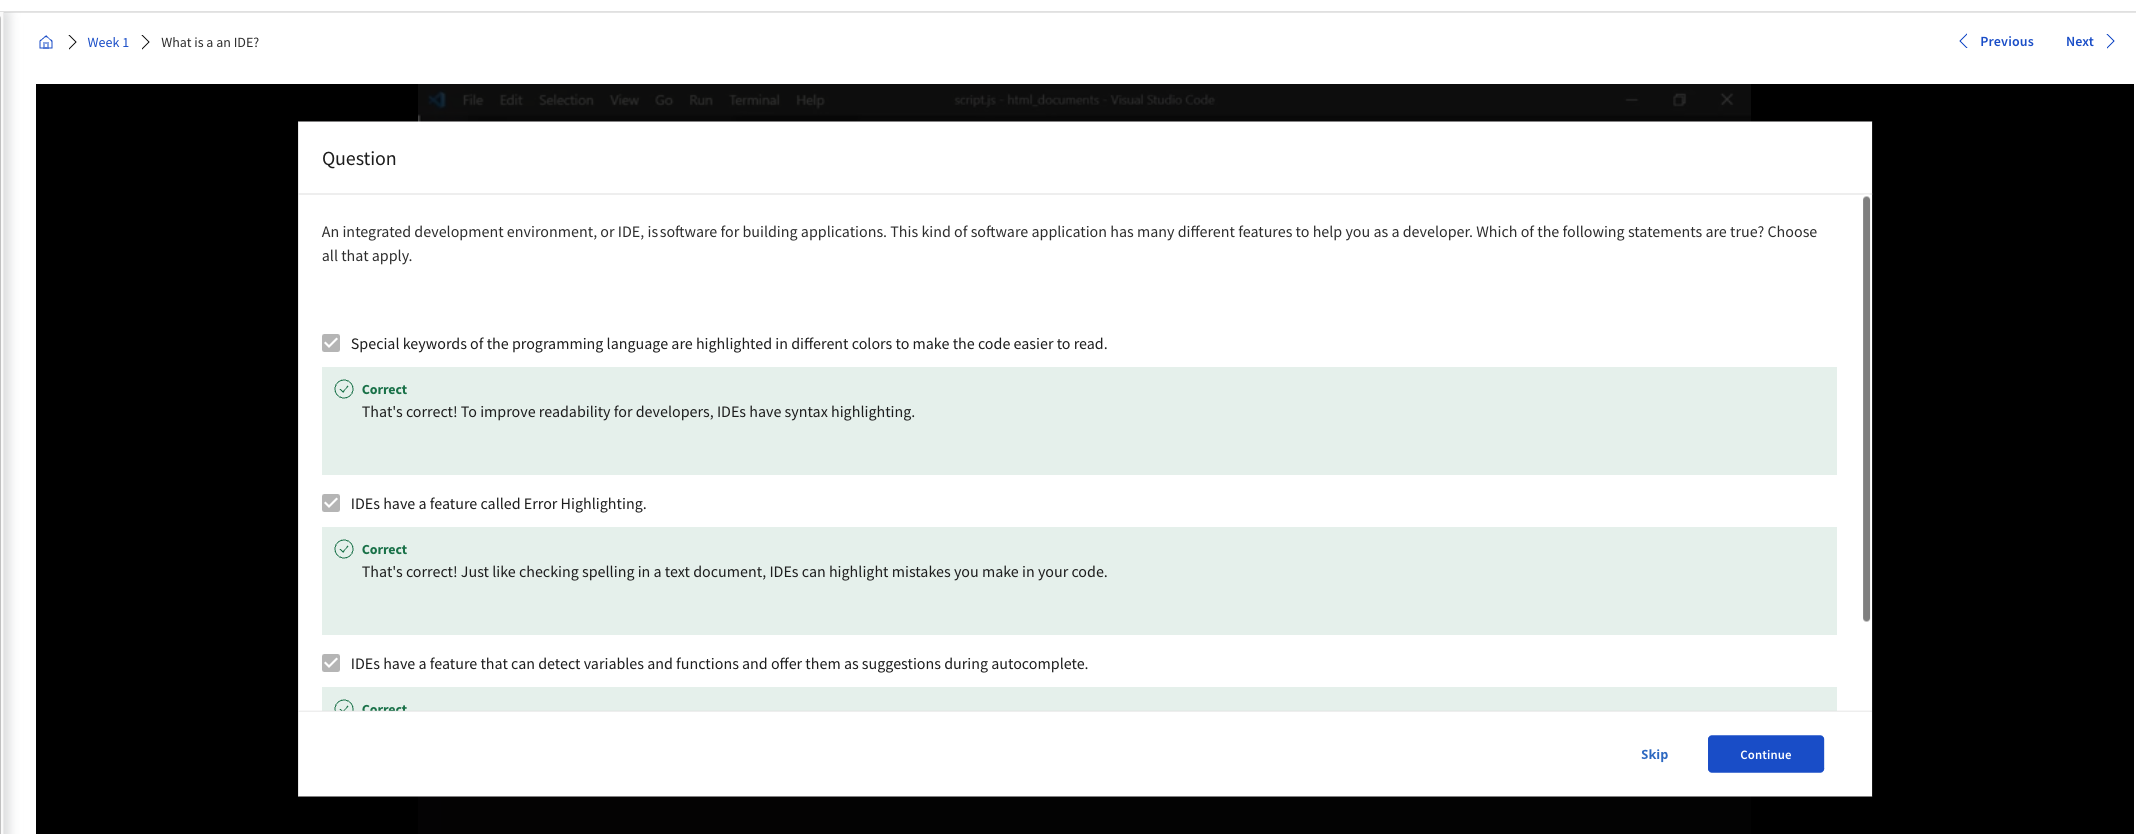 Week 1
What is a an IDE?
Previous
Next
File Edit Selection View Go Run Terminal Help
script.js - html_documents - Visual Studio Code
Question
An integrated development environment, or IDE, is software for building applications. This kind of software application has many different features to help you as a developer. Which of the following statements are true? Choose
all that apply.
Special keywords of the programming language are highlighted in different colors to make the code easier to read.
Correct
That's correct! To improve readability for developers, IDEs have syntax highlighting.
IDEs have a feature called Error Highlighting.
Correct
That's correct! Just like checking spelling in a text document, IDEs can highlight mistakes you make in your code.
IDEs have a feature that can detect variables and functions and offer them as suggestions during autocomplete.
Correct
Skip
Continue